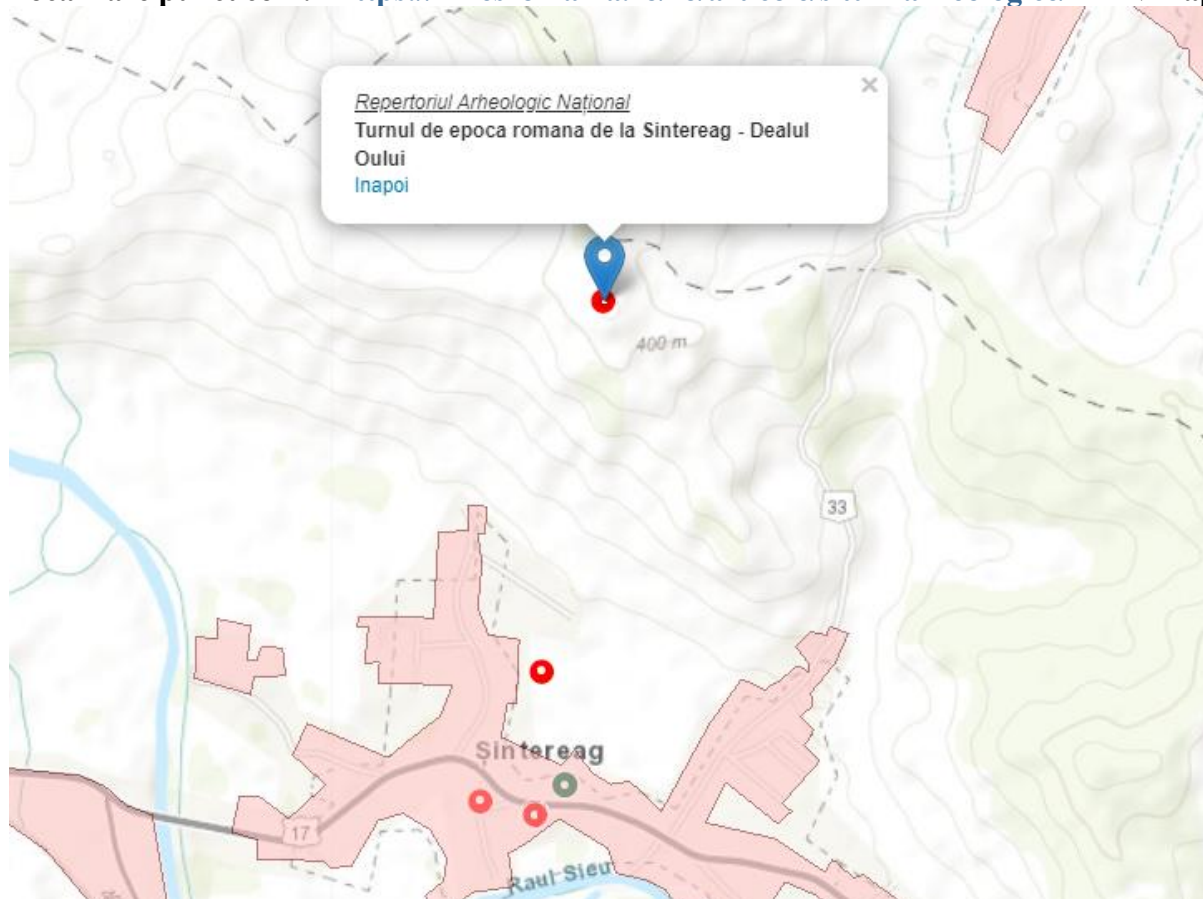 Repertoriul Arheologic Național
Turnul de epoca romana de la Sintereag - Dealul
Oului
Inapoi
400 m
33
Sintereag
17
Raul Sieu